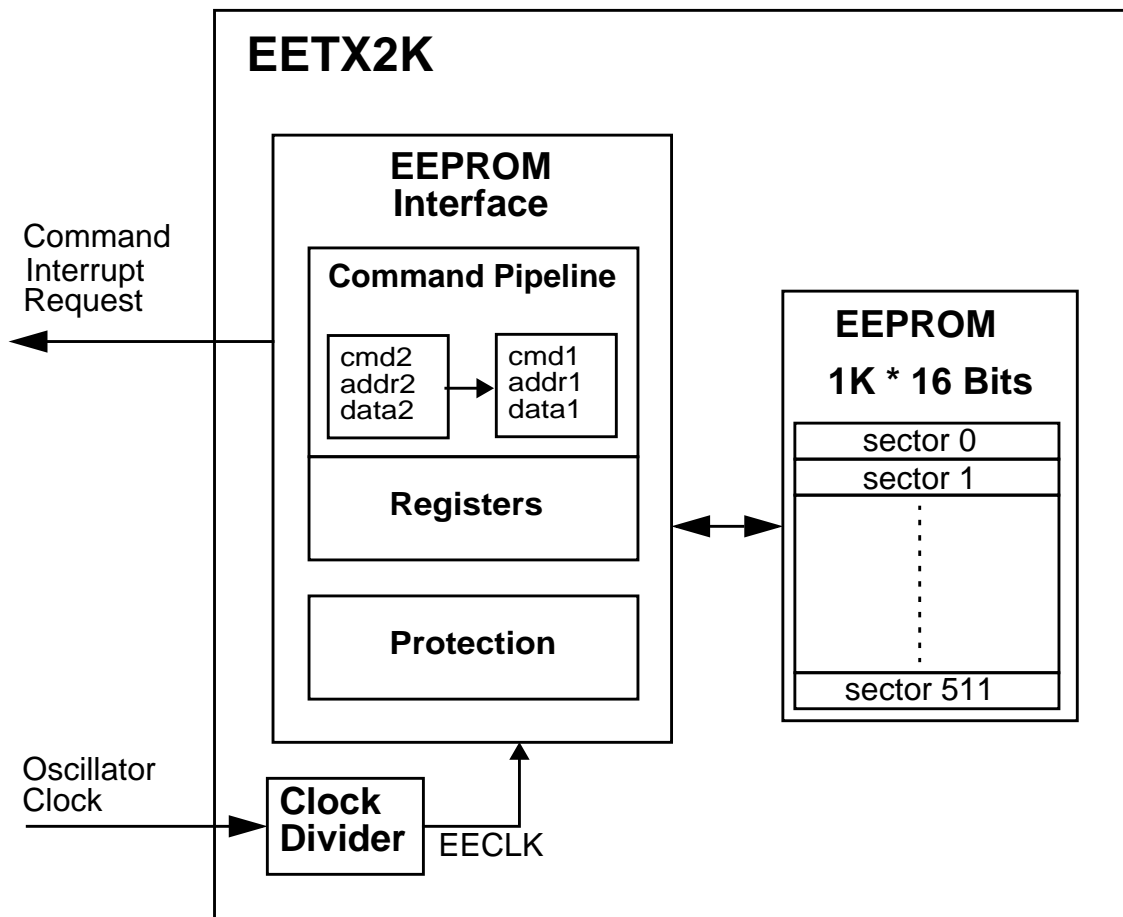 EETX2K
EEPROM
Interface
Command
Interrupt
Request
Command Pipeline
cmd2
addr2
data2
cmd1
addr1
data1
Registers
Protection
EEPROM
1K * 16 Bits
sector 0
sector 1
sector 511
Oscillator
Clock
Clock
Divider
EECLK